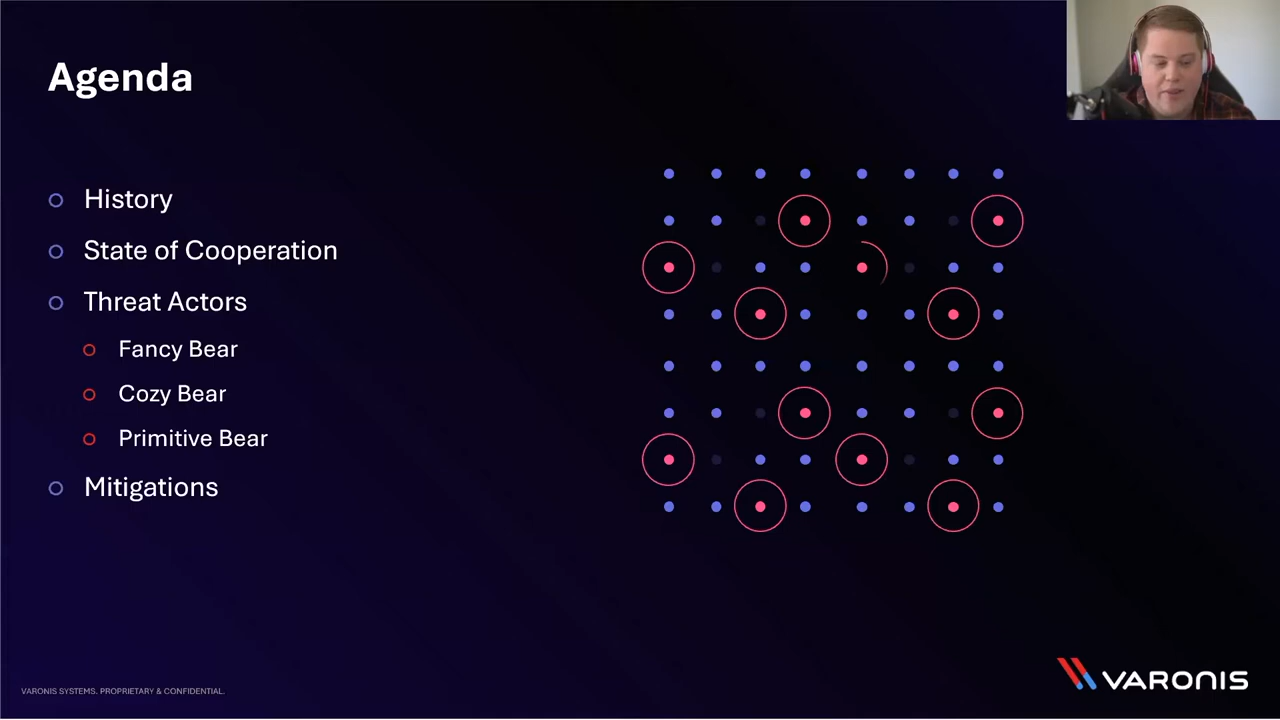 Agenda
History
State of Cooperation
Threat Actors
Fancy Bear
Cozy Bear
Primitive Bear
Mitigations
VARONIS SYSTEMS. PROPRIETARY & CONFIDENTIAL.
VARONIS